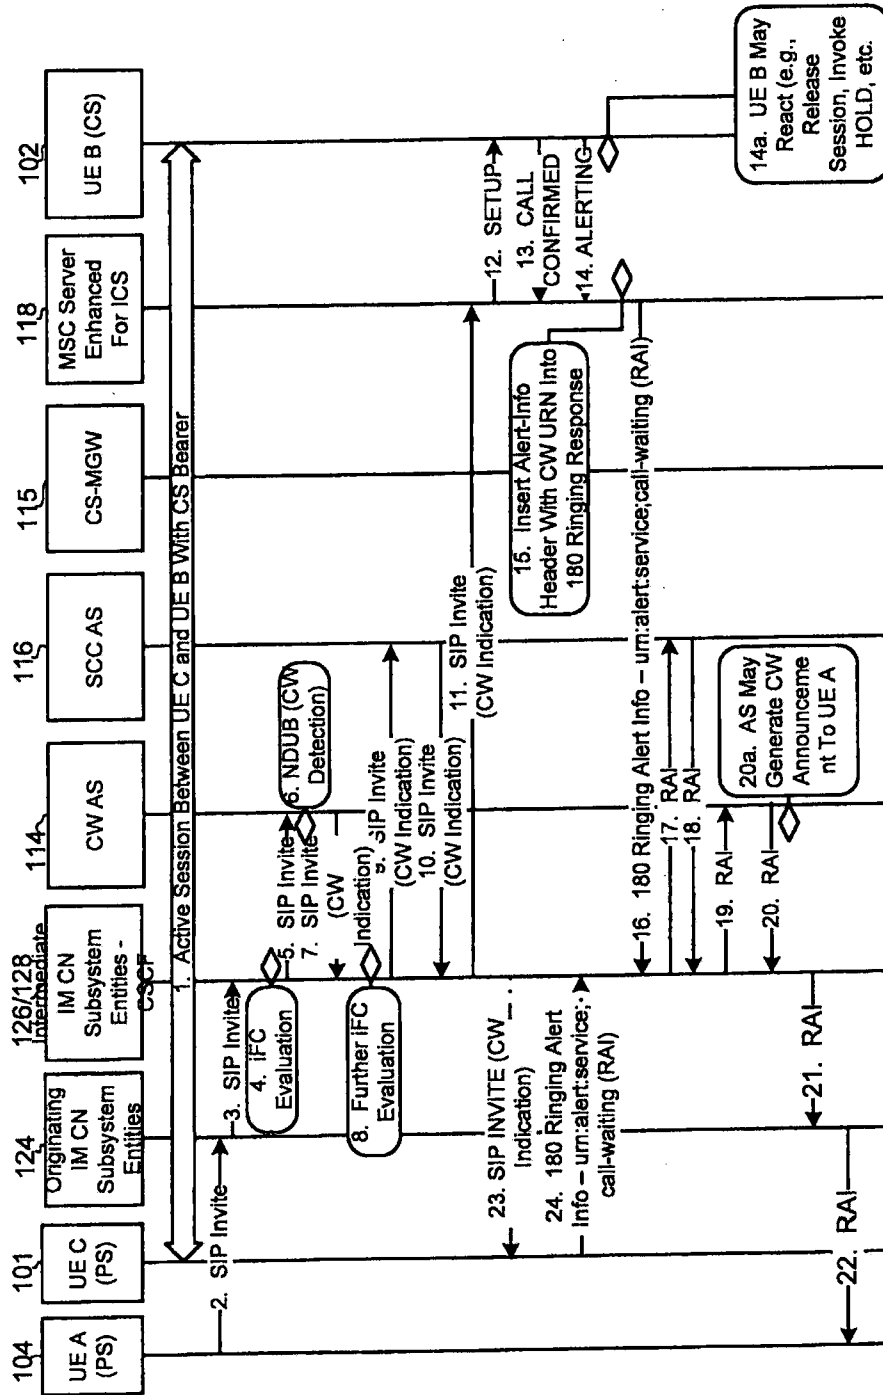 104
UE A
(PS)
101
UE C
(PS)
124
Originating
IM CN
Subsystem
Entities
126/128
Intermediate
IM CN
Subsystem
Entities -
CSCF
114
CW AS
116
SCC AS
115
CS-MGW
118
MSC Server
Enhanced
For ICS
102
UE B (CS)
1. Active Session Between UE C and UE B With CS Bearer
2. SIP Invite
3. SIP Invite
4. iFC
Evaluation
5. SIP Invite
6. NDUB (CW
Detection)
7. SIP Invite
(CW
Indication)
8. Further iFC
Evaluation
9. SIP Invite
(CW Indication)
10. SIP Invite
(CW Indication)
11. SIP Invite
(CW Indication)
12. SETUP
13. CALL
CONFIRMED
14. ALERTING
14a. UE B May
React (e.g.,
Release
Session, Invoke
HOLD, etc.
15. Insert Alert-Info
Header With CW URN Into
180 Ringing Response
16. 180 Ringing Alert Info – urn:alert:service;call-waiting (RAI)
17. RAI
18. RAI
19. RAI
20. RAI
20a. AS May
Generate CW
Announceme
nt To UE A
21. RAI
22. RAI
23. SIP INVITE (CW
Indication)
24. 180 Ringing Alert
Info – urn:alert:service;
call-waiting (RAI)